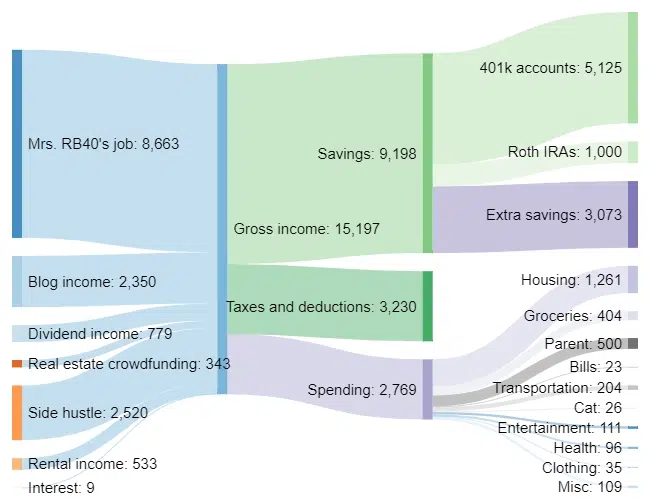 Mrs. RB40's job: 8,663
Blog income: 2,350
Dividend income: 779
Real estate crowdfunding: 343
Side hustle: 2,520
Rental income: 533
Interest: 9
Gross income: 15,197
Savings: 9,198
Taxes and deductions: 3,230
Spending: 2,769
401k accounts: 5,125
Roth IRAs: 1,000
Extra savings: 3,073
Housing: 1,261
Groceries: 404
Parent: 500
Bills: 23
Transportation: 204
Cat: 26
Entertainment: 111
Health: 96
Clothing: 35
Misc: 109